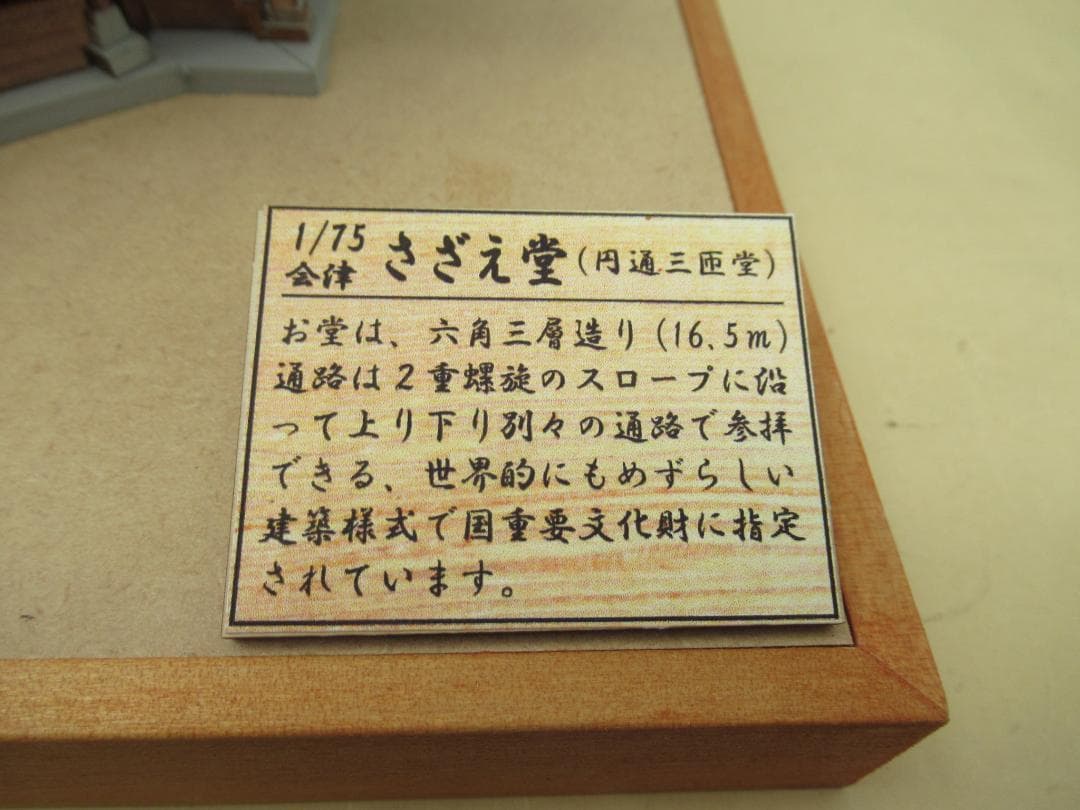 1/75
会津 さざえ堂(円通三匝堂)
お堂は、六角三層造り(16.5m)
通路は2重螺旋のスロープに沿
って上り下り別々の通路で参拝
できる、世界的にもめずらしい
建築様式で国重要文化財に指定
されています。